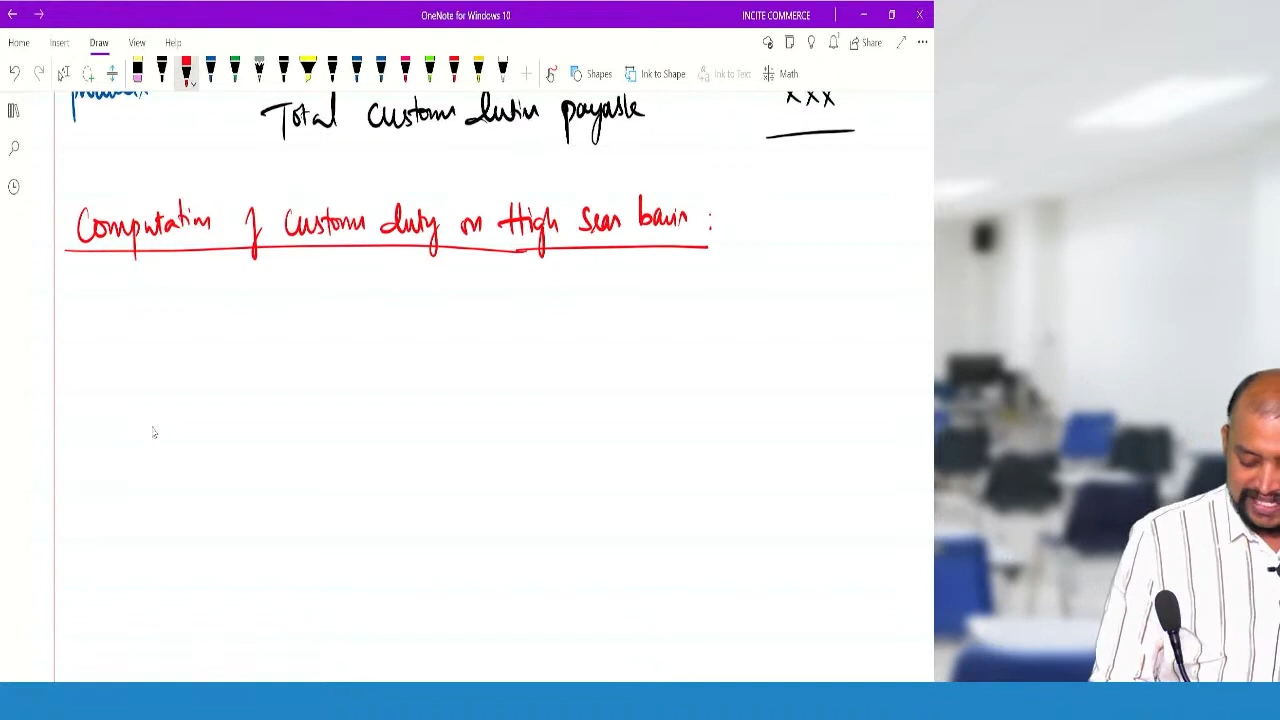 OneNote for Windows 10
INCITE COMMERCE
Home Insert Draw View Help
Share
Shapes Ink to Shape Ink to Text Math
Total custom duties payable xxx
Computation of custom duty on High seas basis :